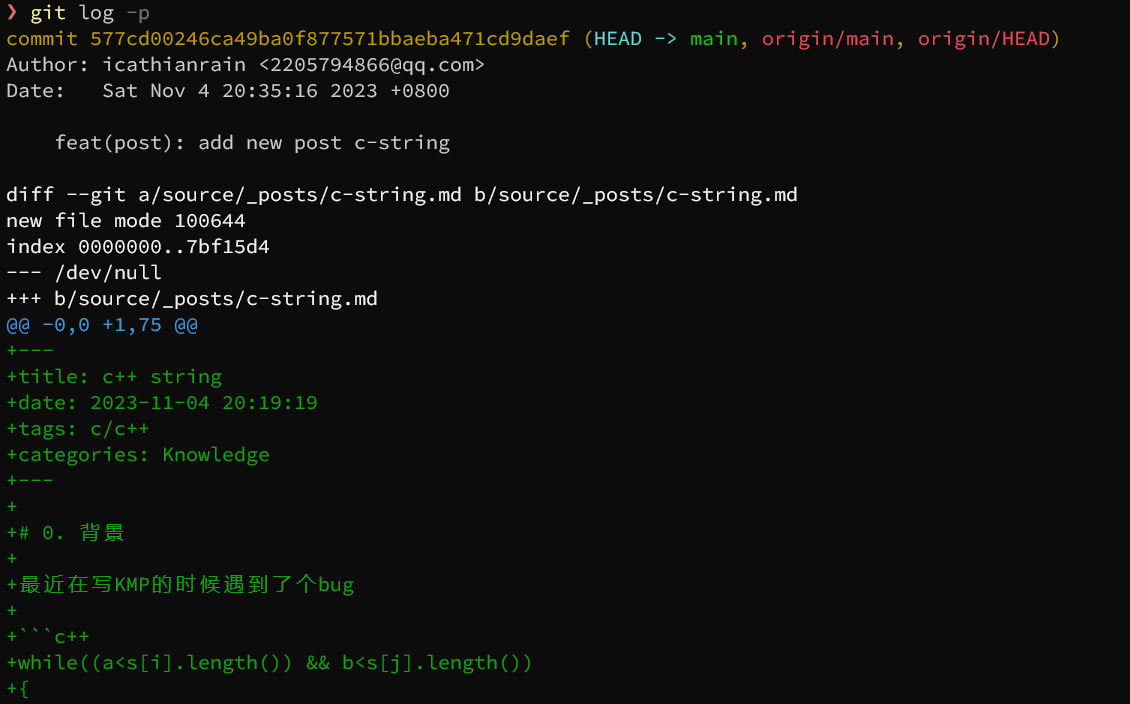 ❯ git log -p
commit 577cd00246ca49ba0f877571bbaeba471cd9daef (HEAD -> main, origin/main, origin/HEAD)
Author: icathianrain <2205794866@qq.com>
Date:   Sat Nov 4 20:35:16 2023 +0800

    feat(post): add new post c-string

diff --git a/source/_posts/c-string.md b/source/_posts/c-string.md
new file mode 100644
index 0000000..7bf15d4
--- /dev/null
+++ b/source/_posts/c-string.md
@@ -0,0 +1,75 @@
+---
+title: c++ string
+date: 2023-11-04 20:19:19
+tags: c/c++
+categories: Knowledge
+---
+
+# 0. 背景
+
+最近在写KMP的时候遇到了个bug
+
+```c++
+while((a<s[i].length()) && b<s[j].length())
+{